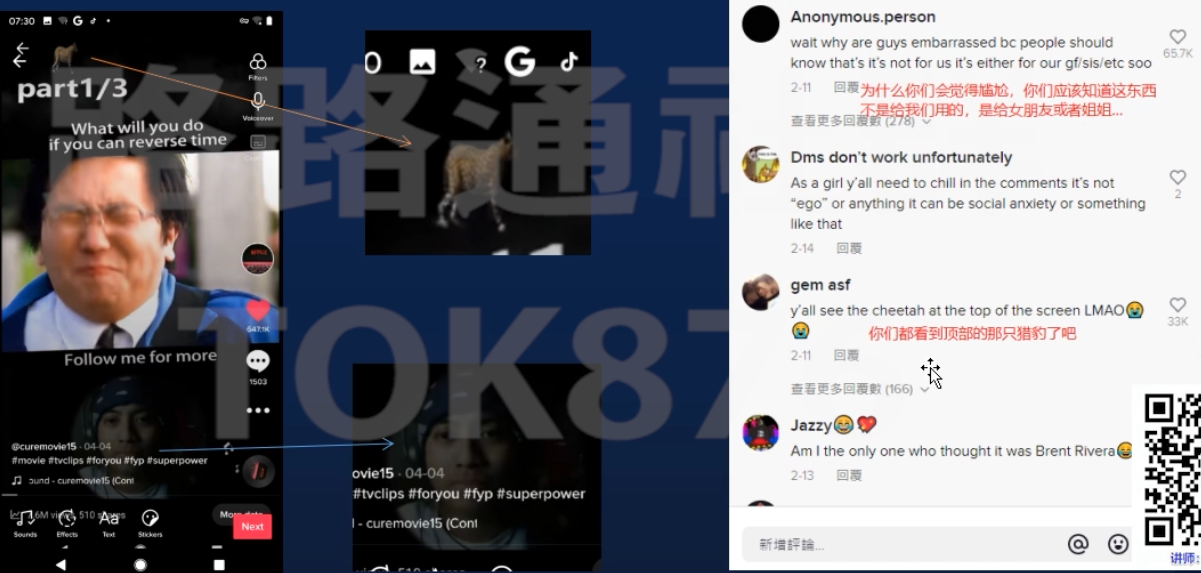 07:30
part1/3
What will you do
if you can reverse time
Filters
Voiceover
647.1K
Follow me for more
1503
@curemovie15 · 04-04
#movie #tvclips #foryou #fyp #superpower
ound - curemovie15 (Cont
510 shares
More data
Sounds
Effects
Text
Stickers
Next
G
ovie15 · 04-04
#tvclips #foryou #fyp #superpower
- curemovie15 (Cont
路通
TOK87
Anonymous.person
wait why are guys embarrassed bc people should
know that's it's not for us it's either for our gf/sis/etc soo
65.7K
2-11 回覆
为什么你们会觉得尴尬，你们应该知道这东西
不是给我们用的，是给女朋友或者姐姐...
查看更多回覆數 (278)
Dms don't work unfortunately
As a girl y'all need to chill in the comments it's not
“ego” or anything it can be social anxiety or something
like that
2
2-14 回覆
gem asf
y'all see the cheetah at the top of the screen LMAO😭
😭
33K
你们都看到顶部的那只猎豹了吧
2-11 回覆
查看更多回覆數 (166)
Jazzy😂💖
Am I the only one who thought it was Brent Rivera😂
2-13 回覆
新增評論...
讲师: